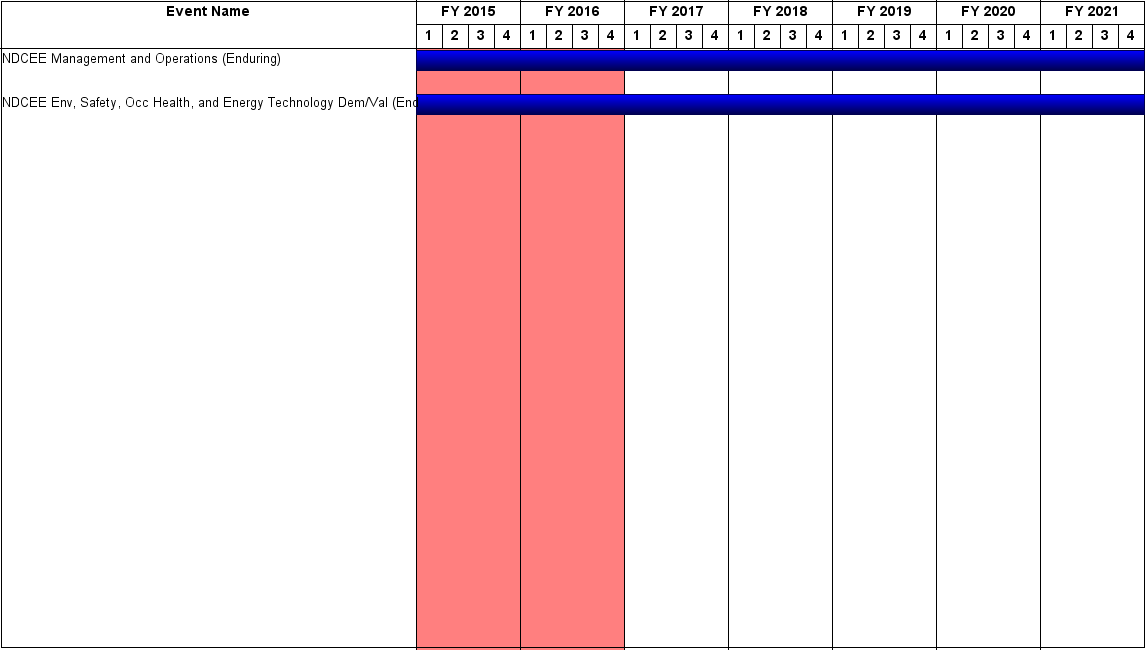 Event Name FY 2015 FY 2016 FY 2017 FY 2018 FY 2019 FY 2020 FY 2021
1 2 3 4 1 2 3 4 1 2 3 4 1 2 3 4 1 2 3 4 1 2 3 4 1 2 3 4
NDCEE Management and Operations (Enduring)
NDCEE Env, Safety, Occ Health, and Energy Technology Dem/Val